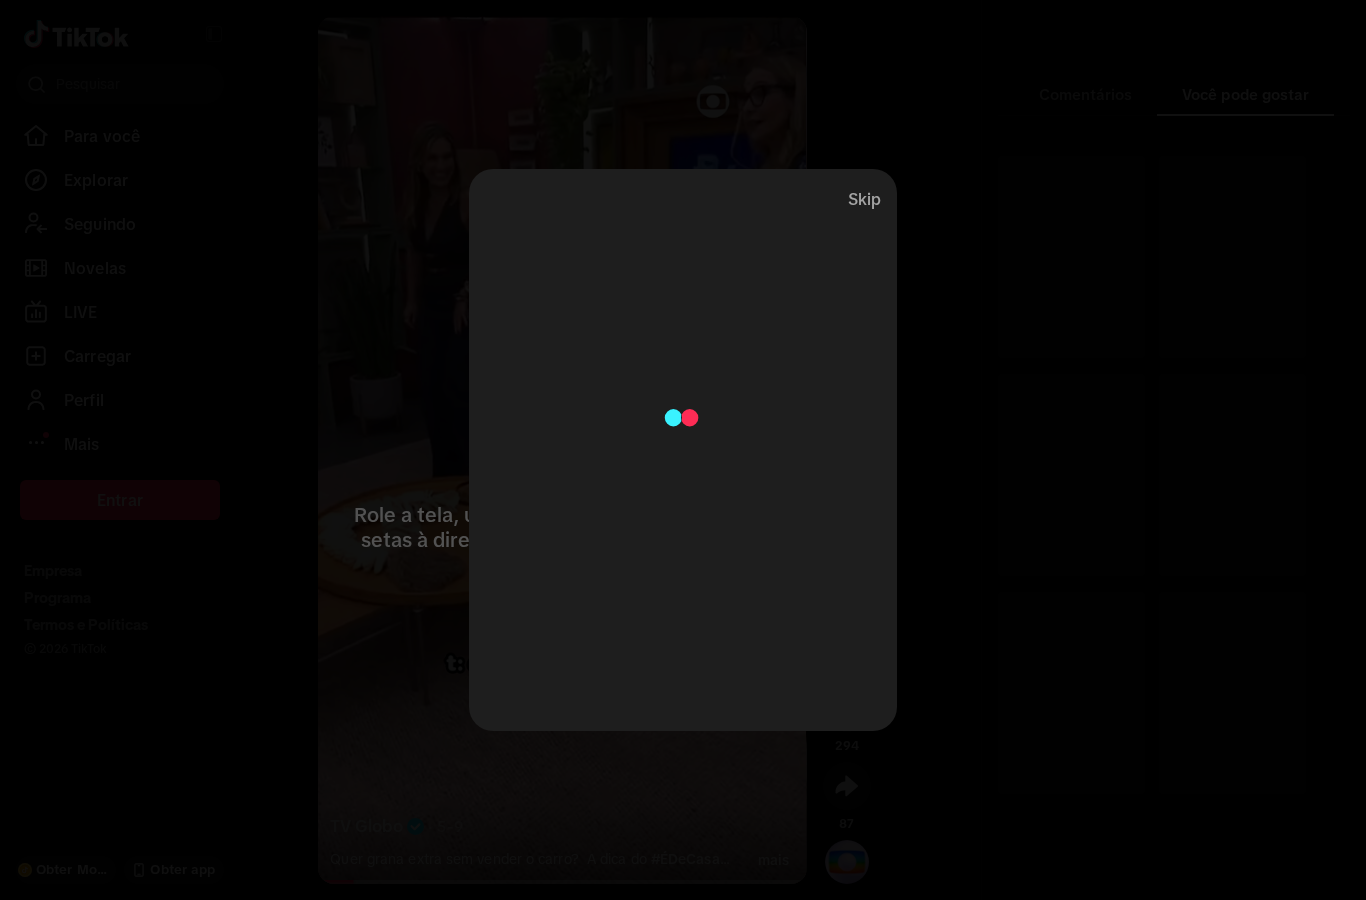 TikTok
Pesquisar
Para você
Explorar
Seguindo
Novelas
LIVE
Carregar
Perfil
Mais
Entrar
Empresa
Programa
Termos e Políticas
© 2026 TikTok
Obter Mo...
Obter app
Role a tela, u
setas à dire
TV Globo
Quer grana extra sem vender o carro? A dica do #ÉDeCasa...
mais
Skip
294
87
Comentários
Você pode gostar